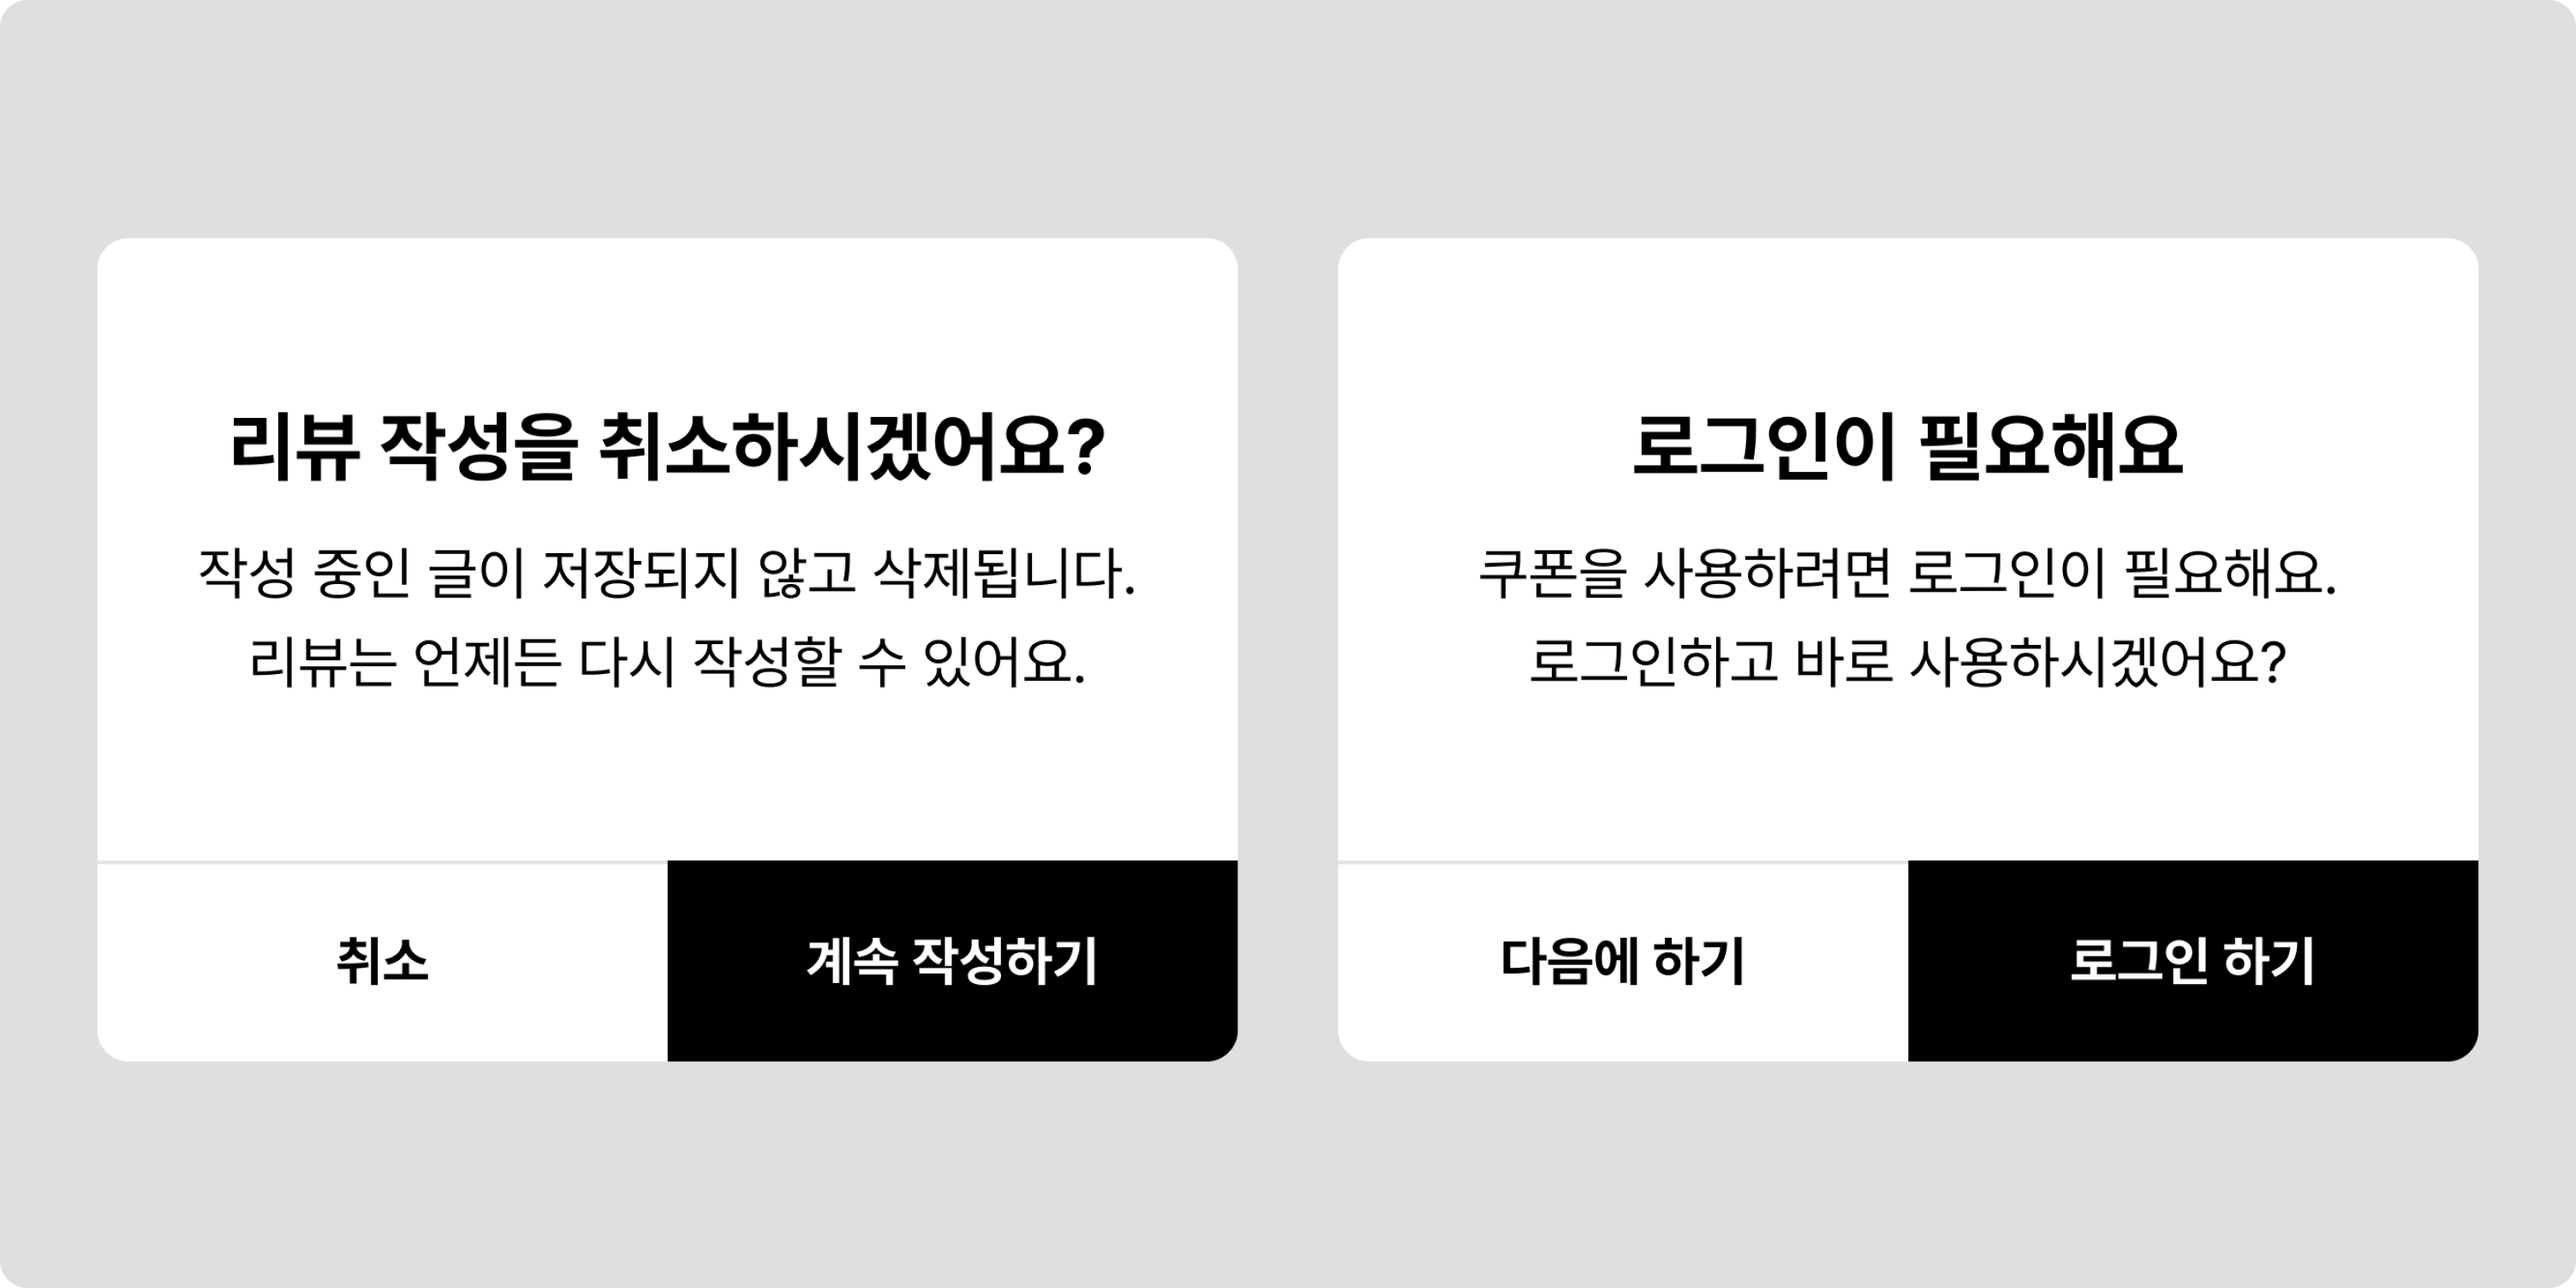 리뷰 작성을 취소하시겠어요?
작성 중인 글이 저장되지 않고 삭제됩니다.
리뷰는 언제든 다시 작성할 수 있어요.
취소
계속 작성하기
로그인이 필요해요
쿠폰을 사용하려면 로그인이 필요해요.
로그인하고 바로 사용하시겠어요?
다음에 하기
로그인 하기